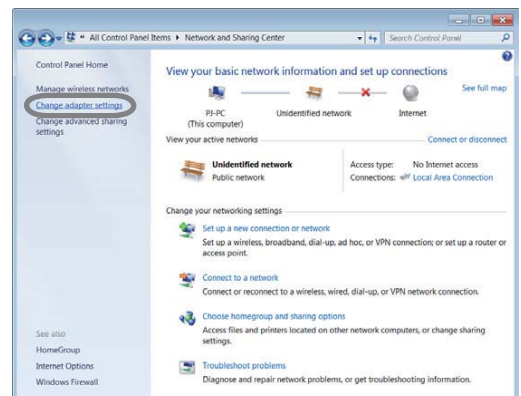 « All Control Panel Items ▸ Network and Sharing Center
Search Control Panel
Control Panel Home
Manage wireless networks
Change adapter settings
Change advanced sharing
settings
See also
HomeGroup
Internet Options
Windows Firewall
View your basic network information and set up connections
See full map
PJ-PC
(This computer)
Unidentified network
Internet
View your active networks
Connect or disconnect
Unidentified network
Public network
Access type: No Internet access
Connections: Local Area Connection
Change your networking settings
Set up a new connection or network
Set up a wireless, broadband, dial-up, ad hoc, or VPN connection; or set up a router or
access point.
Connect to a network
Connect or reconnect to a wireless, wired, dial-up, or VPN network connection.
Choose homegroup and sharing options
Access files and printers located on other network computers, or change sharing
settings.
Troubleshoot problems
Diagnose and repair network problems, or get troubleshooting information.